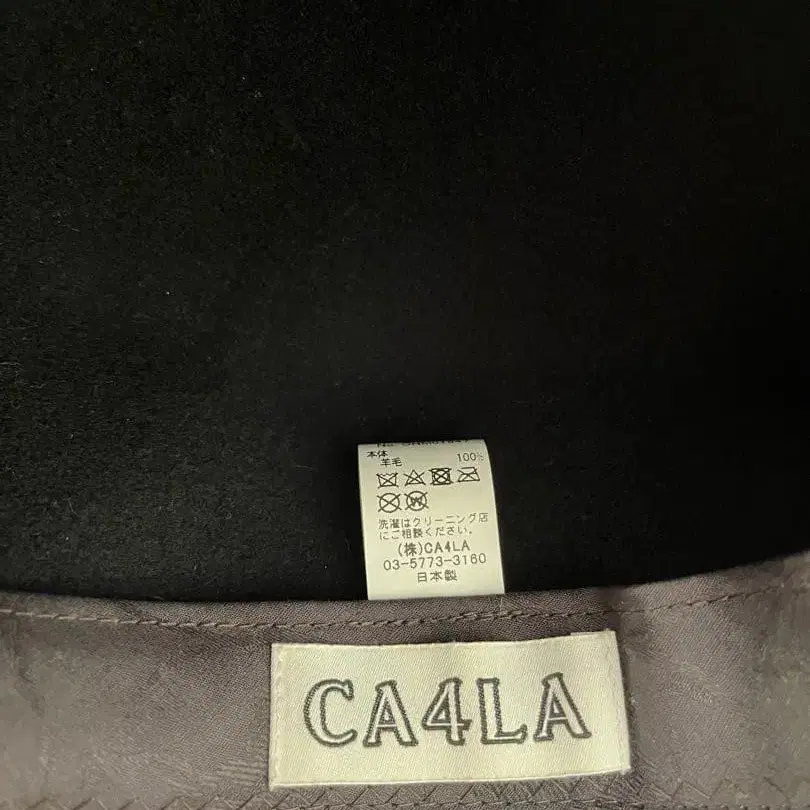 本体
羊毛 100%
洗濯はクリーニング店
にご相談ください。
(株)CA4LA
03-5773-3160
日本製
CA4LA